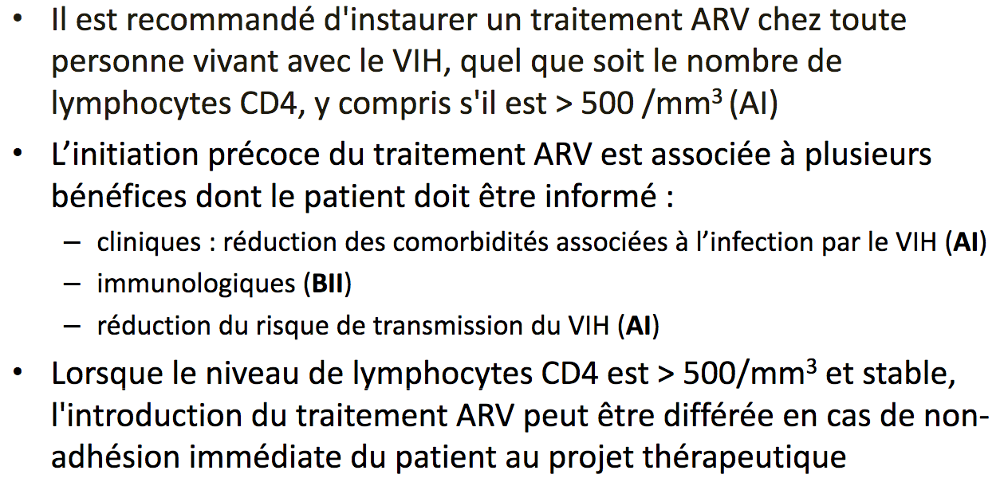 • Il est recommandé d'instaurer un traitement ARV chez toute
personne vivant avec le VIH, quel que soit le nombre de
lymphocytes CD4, y compris s'il est > 500 /mm³ (AI)
• L’initiation précoce du traitement ARV est associée à plusieurs
bénéfices dont le patient doit être informé :
– cliniques : réduction des comorbidités associées à l’infection par le VIH (AI)
– immunologiques (BII)
– réduction du risque de transmission du VIH (AI)
• Lorsque le niveau de lymphocytes CD4 est > 500/mm³ et stable,
l'introduction du traitement ARV peut être différée en cas de non-
adhésion immédiate du patient au projet thérapeutique